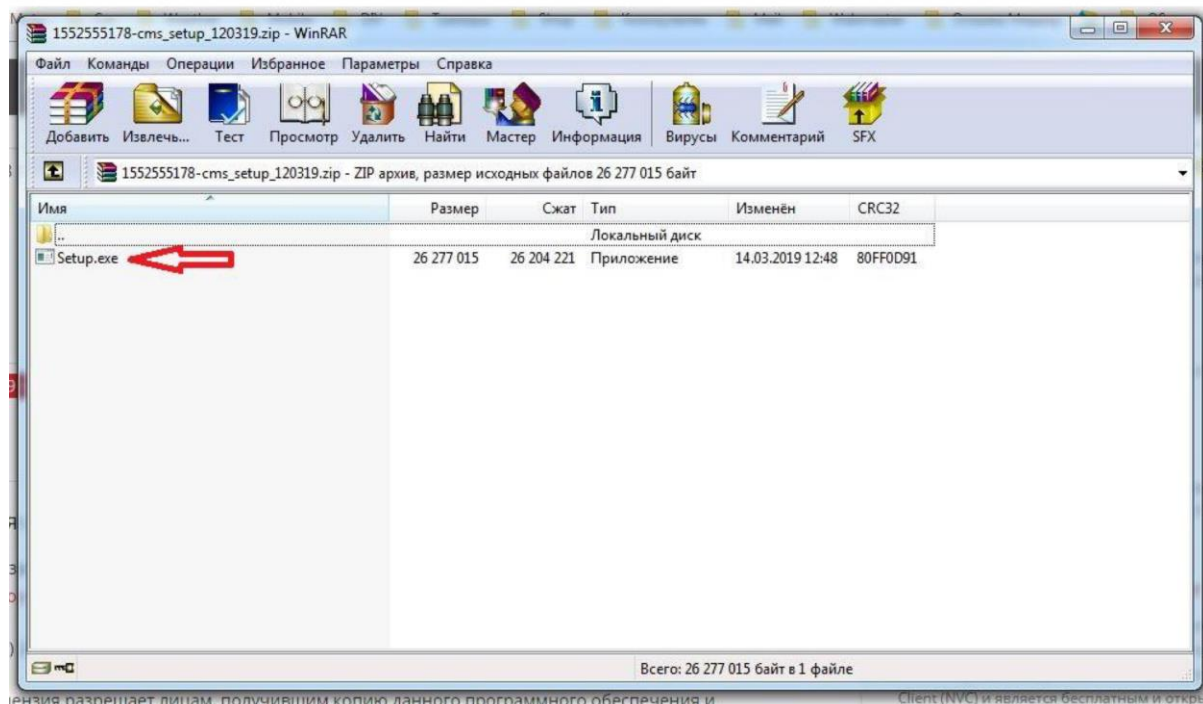 1552555178-cms_setup_120319.zip - WinRAR
Файл Команды Операции Избранное Параметры Справка
Добавить Извлечь... Тест Просмотр Удалить Найти Мастер Информация Вирусы Комментарий SFX
1552555178-cms_setup_120319.zip - ZIP архив, размер исходных файлов 26 277 015 байт
Имя Размер Сжат Тип Изменён CRC32
.. Локальный диск
Setup.exe 26 277 015 26 204 221 Приложение 14.03.2019 12:48 80FF0D91
Всего: 26 277 015 байт в 1 файле
разрешает лицам, получившим копию данного программного обеспечения и
Client (NVC) и является бесплатным и